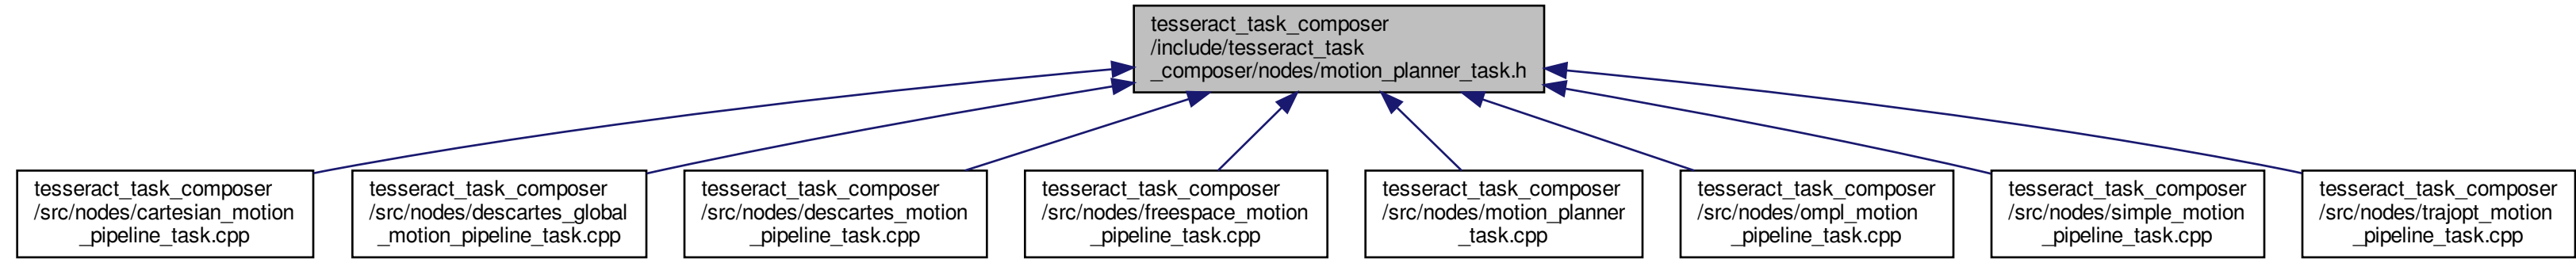 tesseract_task_composer
/include/tesseract_task
_composer/nodes/motion_planner_task.h
tesseract_task_composer
/src/nodes/cartesian_motion
_pipeline_task.cpp
tesseract_task_composer
/src/nodes/descartes_global
_motion_pipeline_task.cpp
tesseract_task_composer
/src/nodes/descartes_motion
_pipeline_task.cpp
tesseract_task_composer
/src/nodes/freespace_motion
_pipeline_task.cpp
tesseract_task_composer
/src/nodes/motion_planner
_task.cpp
tesseract_task_composer
/src/nodes/ompl_motion
_pipeline_task.cpp
tesseract_task_composer
/src/nodes/simple_motion
_pipeline_task.cpp
tesseract_task_composer
/src/nodes/trajopt_motion
_pipeline_task.cpp